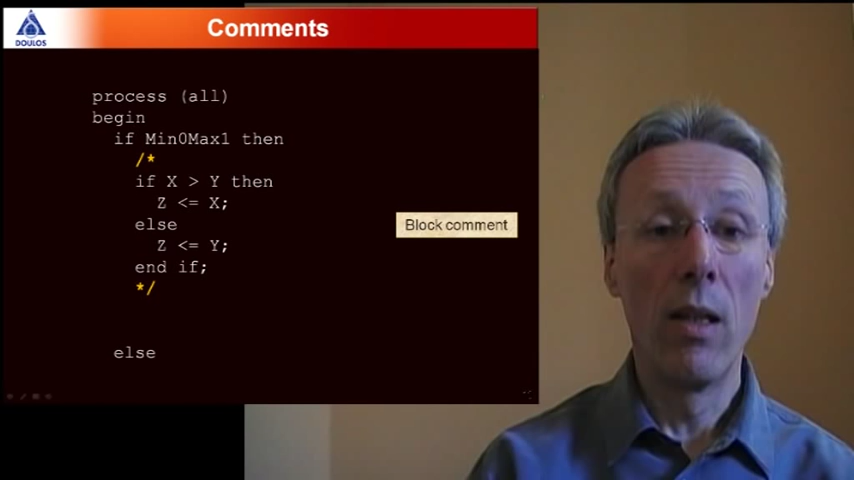 DOULOS
Comments
process (all)
begin
if Min0Max1 then
/*
if X > Y then
Z <= X;
else
Z <= Y;
end if;
*/
else
Block comment